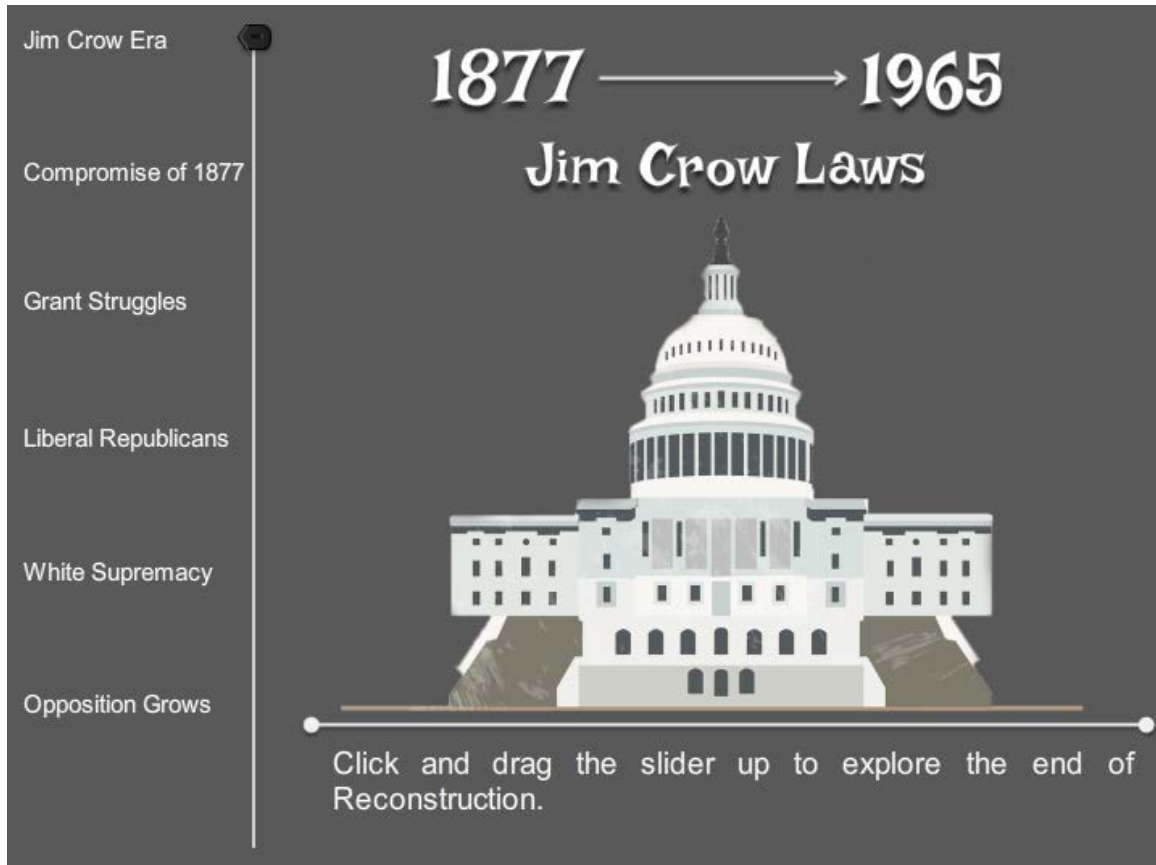 Jim Crow Era
Compromise of 1877
Grant Struggles
Liberal Republicans
White Supremacy
Opposition Grows
1877
1965
Jim Crow Laws
Click and drag the slider up to explore the end of
Reconstruction.